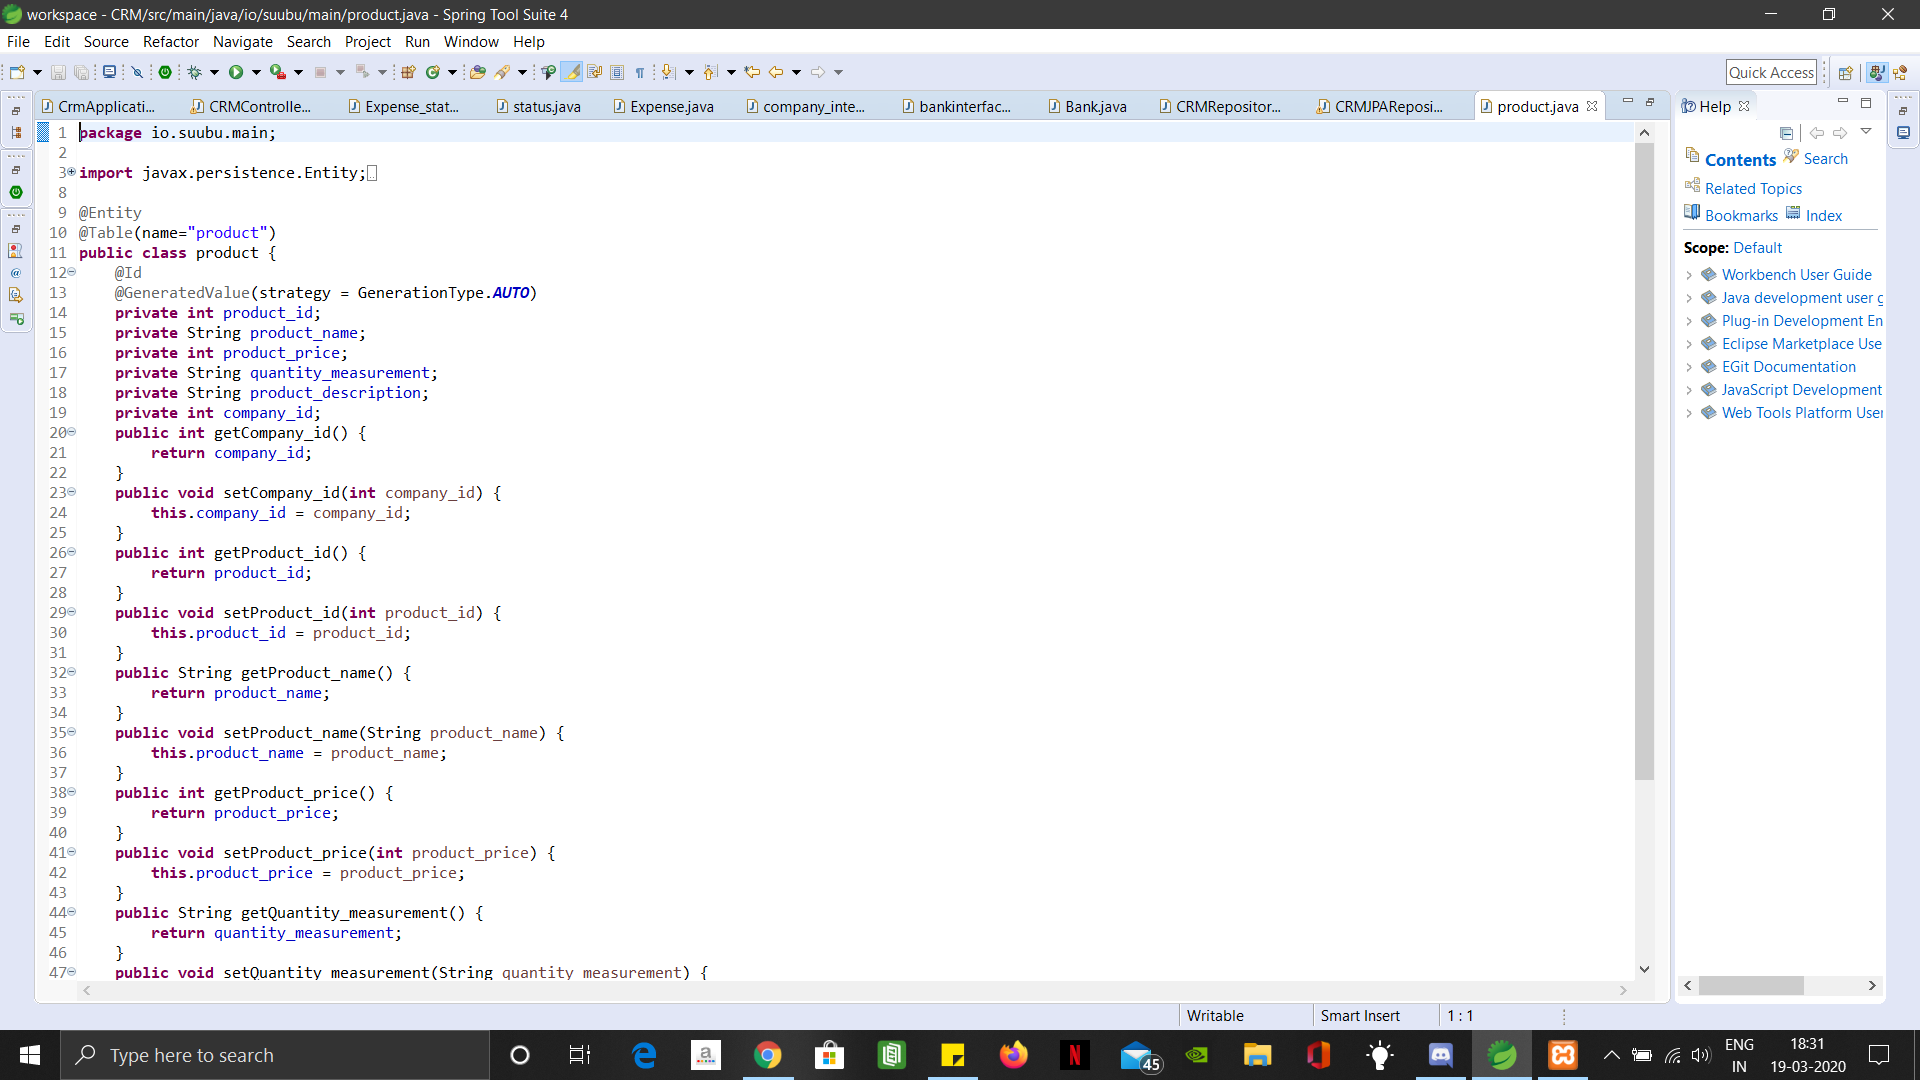 workspace - CRM/src/main/java/io/suubu/main/product.java - Spring Tool Suite 4
File Edit Source Refactor Navigate Search Project Run Window Help
Quick Access
CrmApplicati... CRMControlle... Expense_stat... status.java Expense.java company_inte... bankinterfac... Bank.java CRMRepositor... CRMJPAReposi... product.java Help
1 package io.suubu.main;
2
3 import javax.persistence.Entity;
8
9 @Entity
10 @Table(name="product")
11 public class product {
12 @Id
13 @GeneratedValue(strategy = GenerationType.AUTO)
14 private int product_id;
15 private String product_name;
16 private int product_price;
17 private String quantity_measurement;
18 private String product_description;
19 private int company_id;
20 public int getCompany_id() {
21 return company_id;
22 }
23 public void setCompany_id(int company_id) {
24 this.company_id = company_id;
25 }
26 public int getProduct_id() {
27 return product_id;
28 }
29 public void setProduct_id(int product_id) {
30 this.product_id = product_id;
31 }
32 public String getProduct_name() {
33 return product_name;
34 }
35 public void setProduct_name(String product_name) {
36 this.product_name = product_name;
37 }
38 public int getProduct_price() {
39 return product_price;
40 }
41 public void setProduct_price(int product_price) {
42 this.product_price = product_price;
43 }
44 public String getQuantity_measurement() {
45 return quantity_measurement;
46 }
47 public void setQuantity_measurement(String quantity_measurement) {
Contents Search
Related Topics
Bookmarks Index
Scope: Default
Workbench User Guide
Java development user g
Plug-in Development En
Eclipse Marketplace Use
EGit Documentation
JavaScript Development
Web Tools Platform User
Writable Smart Insert 1 : 1
Type here to search
a
N
45
ENG
IN
18:31
19-03-2020